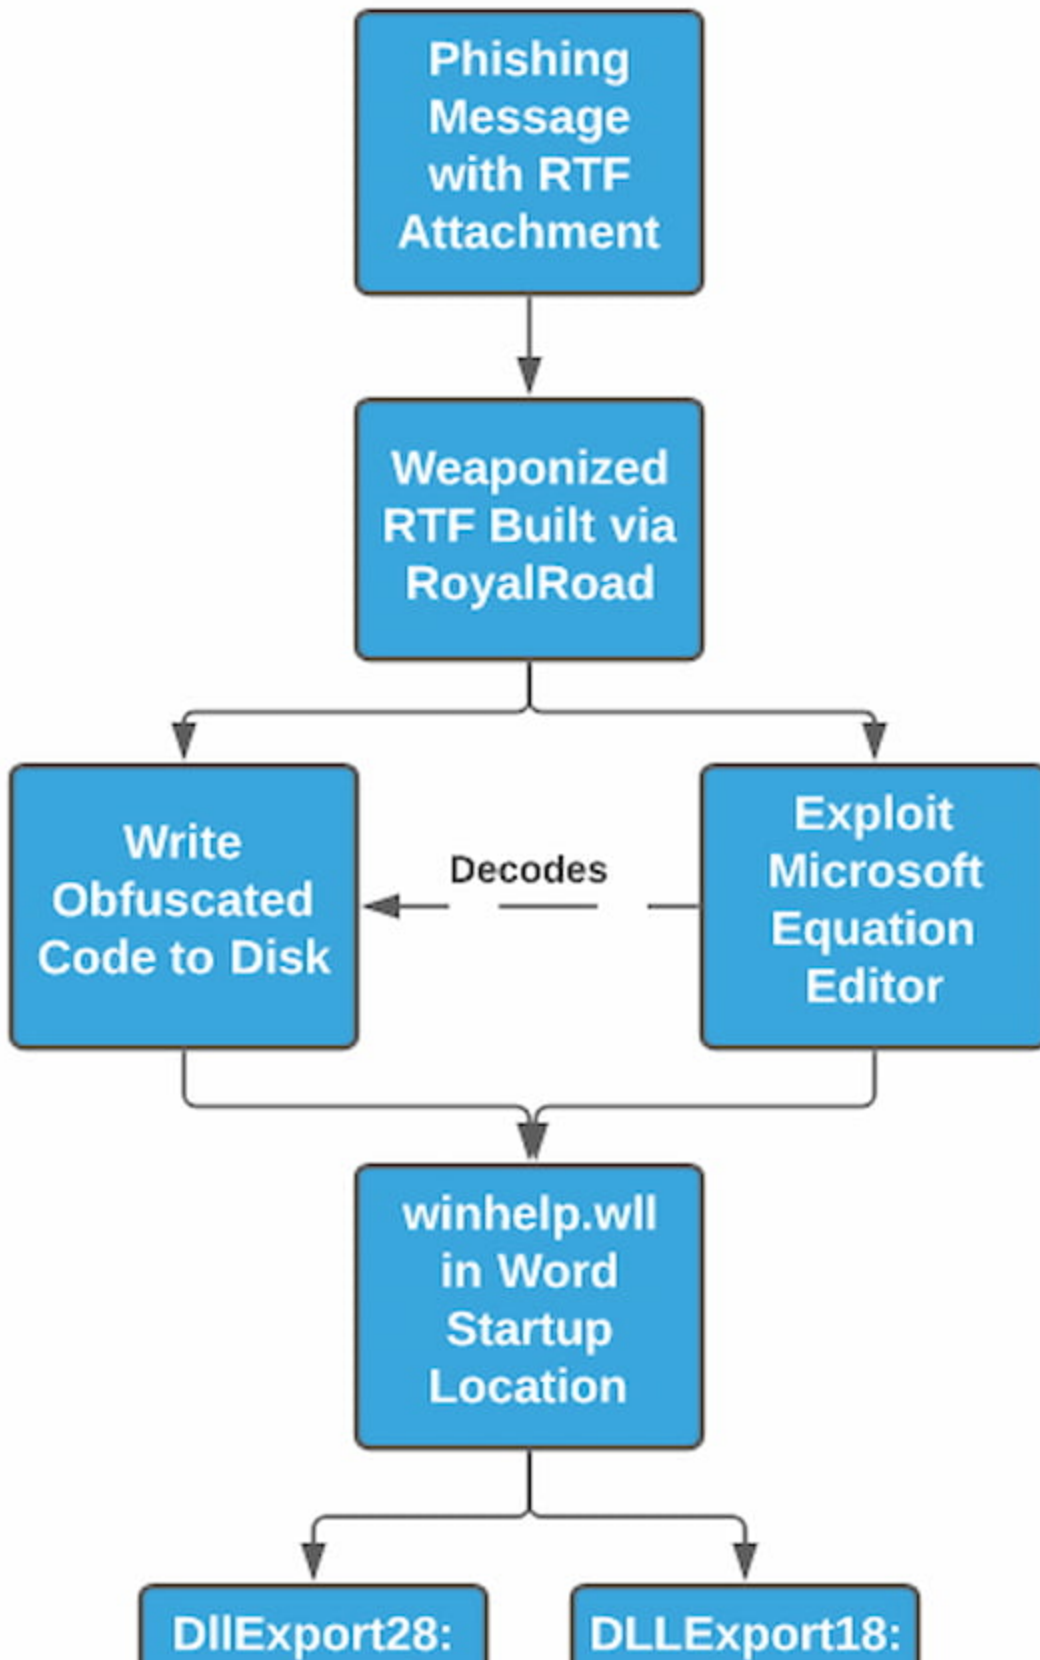 Phishing
Message
with RTF
Attachment
Weaponized
RTF Built via
RoyalRoad
Write
Obfuscated
Code to Disk
Decodes
Exploit
Microsoft
Equation
Editor
winhelp.wll
in Word
Startup
Location
DllExport28:
DLLExport18: